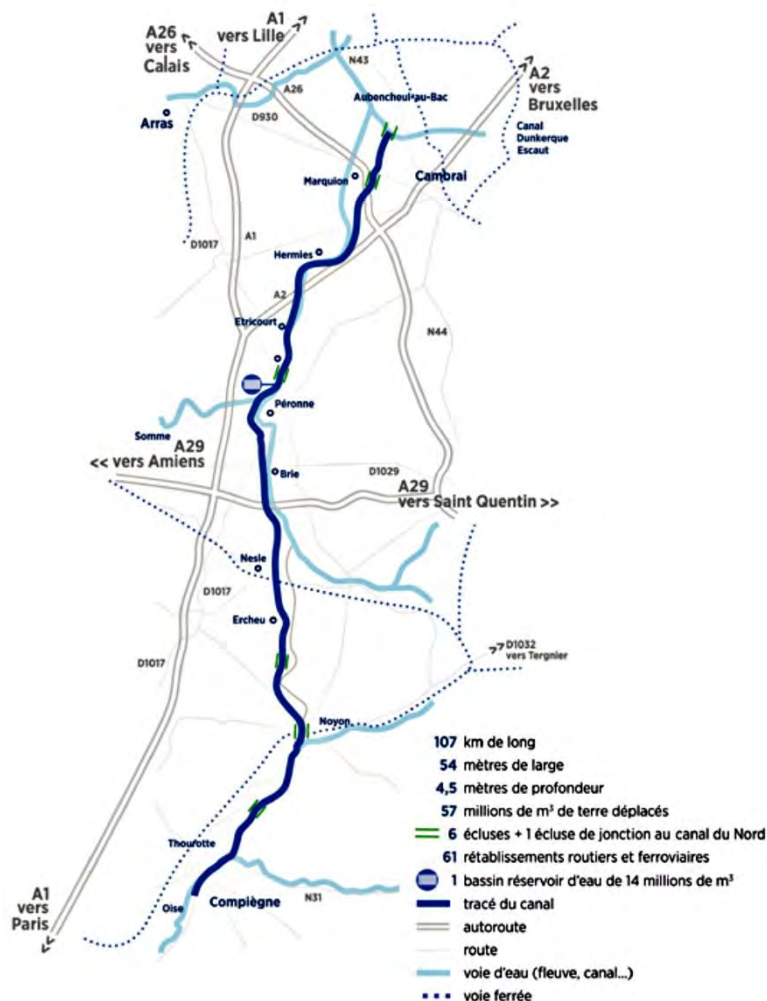 A26
vers
Calais
A1
vers Lille
N43
A26
Aubencheul-au-Bac
A2
vers
Bruxelles
D930
Arras
Canal
Dunkerque
Escaut
Marquion
Cambrai
D1017
A1
Hermies
A2
Etricourt
N44
Péronne
Somme
A29
<< vers Amiens
Brie
D1029
A29
vers Saint Quentin >>
Nesle
D1017
Ercheu
D1032
vers Tergnier
D1017
Noyon
107 km de long
54 mètres de large
4,5 mètres de profondeur
57 millions de m³ de terre déplacés
6 écluses + 1 écluse de jonction au canal du Nord
61 rétablissements routiers et ferroviaires
1 bassin réservoir d'eau de 14 millions de m³
tracé du canal
autoroute
route
voie d'eau (fleuve, canal...)
voie ferrée
Thourotte
A1
vers
Paris
Oise
Compiègne
N31